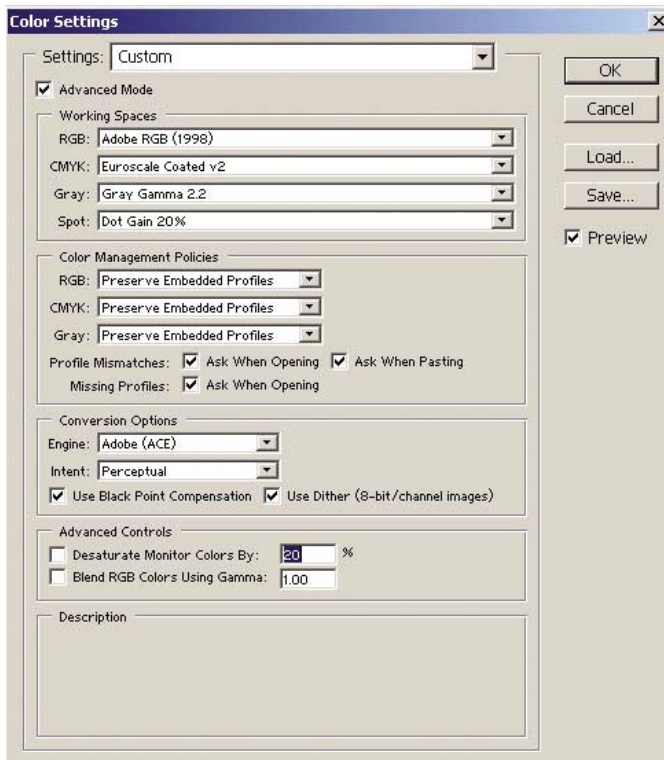 Color Settings
Settings: Custom
OK
Advanced Mode
Cancel
Working Spaces
RGB: Adobe RGB (1998)
CMYK: Euroscale Coated v2
Load...
Gray: Gray Gamma 2.2
Save...
Spot: Dot Gain 20%
Preview
Color Management Policies
RGB: Preserve Embedded Profiles
CMYK: Preserve Embedded Profiles
Gray: Preserve Embedded Profiles
Profile Mismatches: Ask When Opening Ask When Pasting
Missing Profiles: Ask When Opening
Conversion Options
Engine: Adobe (ACE)
Intent: Perceptual
Use Black Point Compensation Use Dither (8-bit/channel images)
Advanced Controls
Desaturate Monitor Colors By: 20 %
Blend RGB Colors Using Gamma: 1.00
Description